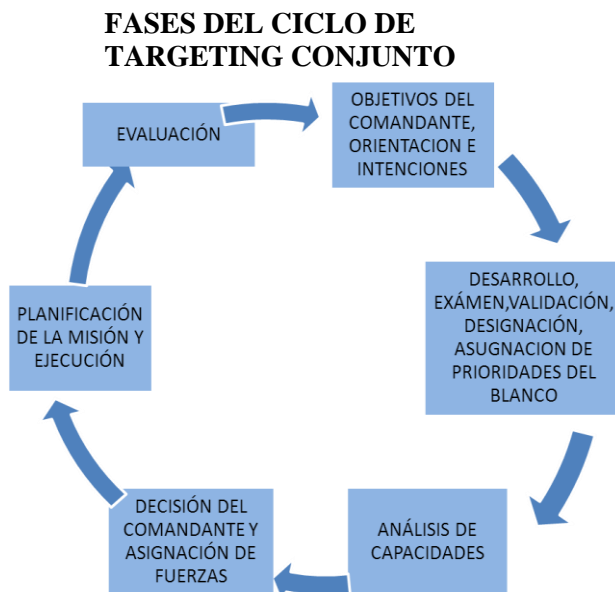 FASES DEL CICLO DE
TARGETING CONJUNTO
OBJETIVOS DEL
COMANDANTE,
ORIENTACION E
INTENCIONES
DESARROLLO,
EXÁMEN,VALIDACIÓN,
DESIGNACIÓN,
ASUGNACION DE
PRIORIDADES DEL
BLANCO
ANÁLISIS DE
CAPACIDADES
DECISIÓN DEL
COMANDANTE Y
ASIGNACIÓN DE
FUERZAS
PLANIFICACIÓN
DE LA MISIÓN Y
EJECUCIÓN
EVALUACIÓN